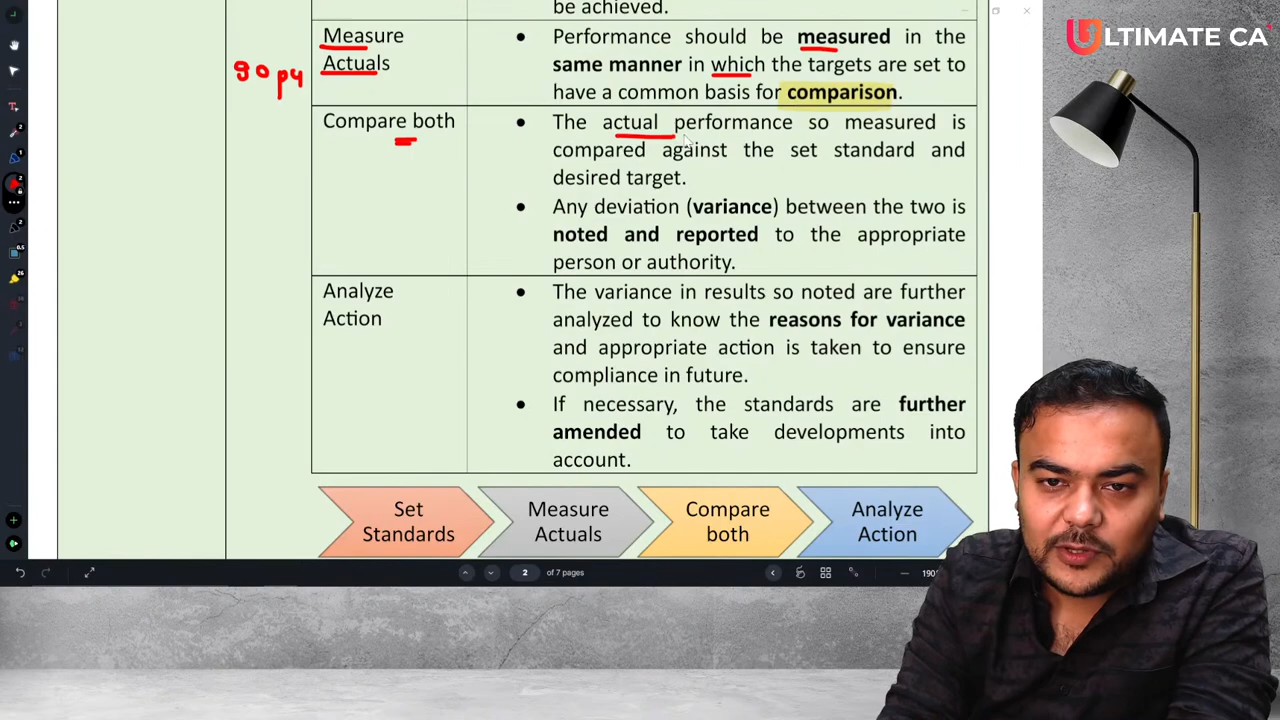 be achieved.
Measure
Actuals
• Performance should be measured in the
same manner in which the targets are set to
have a common basis for comparison.
90 py
Compare both
• The actual performance so measured is
compared against the set standard and
desired target.
• Any deviation (variance) between the two is
noted and reported to the appropriate
person or authority.
Analyze
Action
• The variance in results so noted are further
analyzed to know the reasons for variance
and appropriate action is taken to ensure
compliance in future.
• If necessary, the standards are further
amended to take developments into
account.
Set
Standards
Measure
Actuals
Compare
both
Analyze
Action
2 of 7 pages
ULTIMATE CA